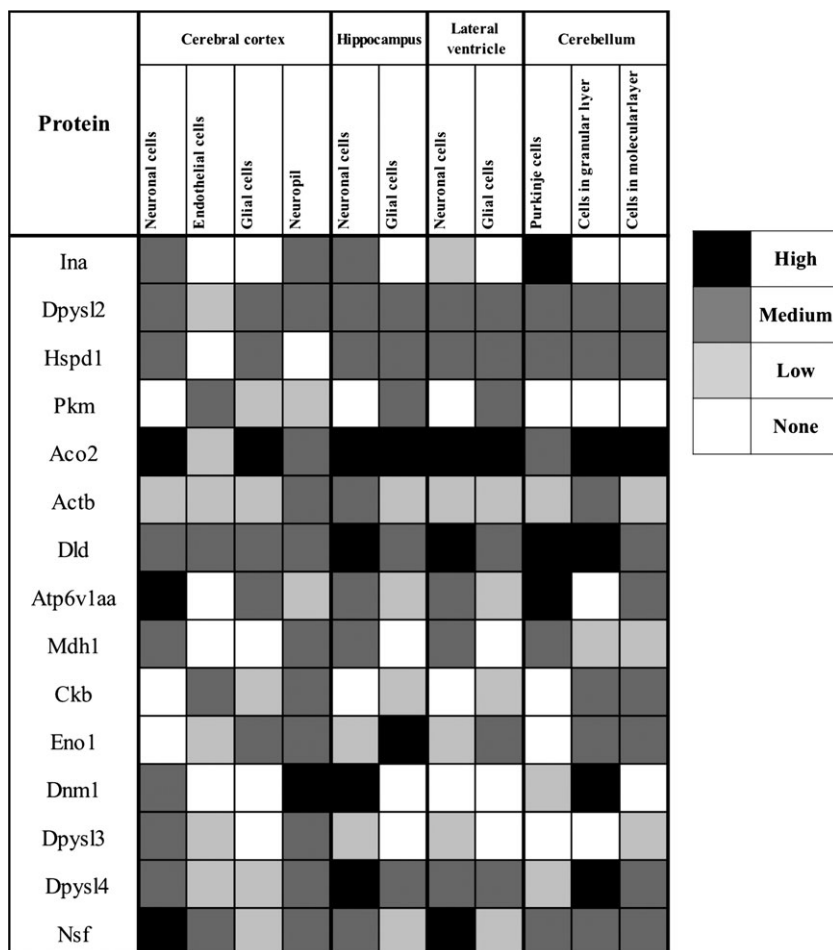 Protein
Cerebral cortex
Hippocampus
Lateral
ventricle
Cerebellum
Neuronal cells
Endothelial cells
Glial cells
Neuropil
Neuronal cells
Glial cells
Neuronal cells
Glial cells
Purkinje cells
Cells in granular lyer
Cells in molecularlayer
Ina
Dpysl2
Hspd1
Pkm
Aco2
Actb
Dld
Atp6v1aa
Mdh1
Ckb
Eno1
Dnm1
Dpysl3
Dpysl4
Nsf
High
Medium
Low
None